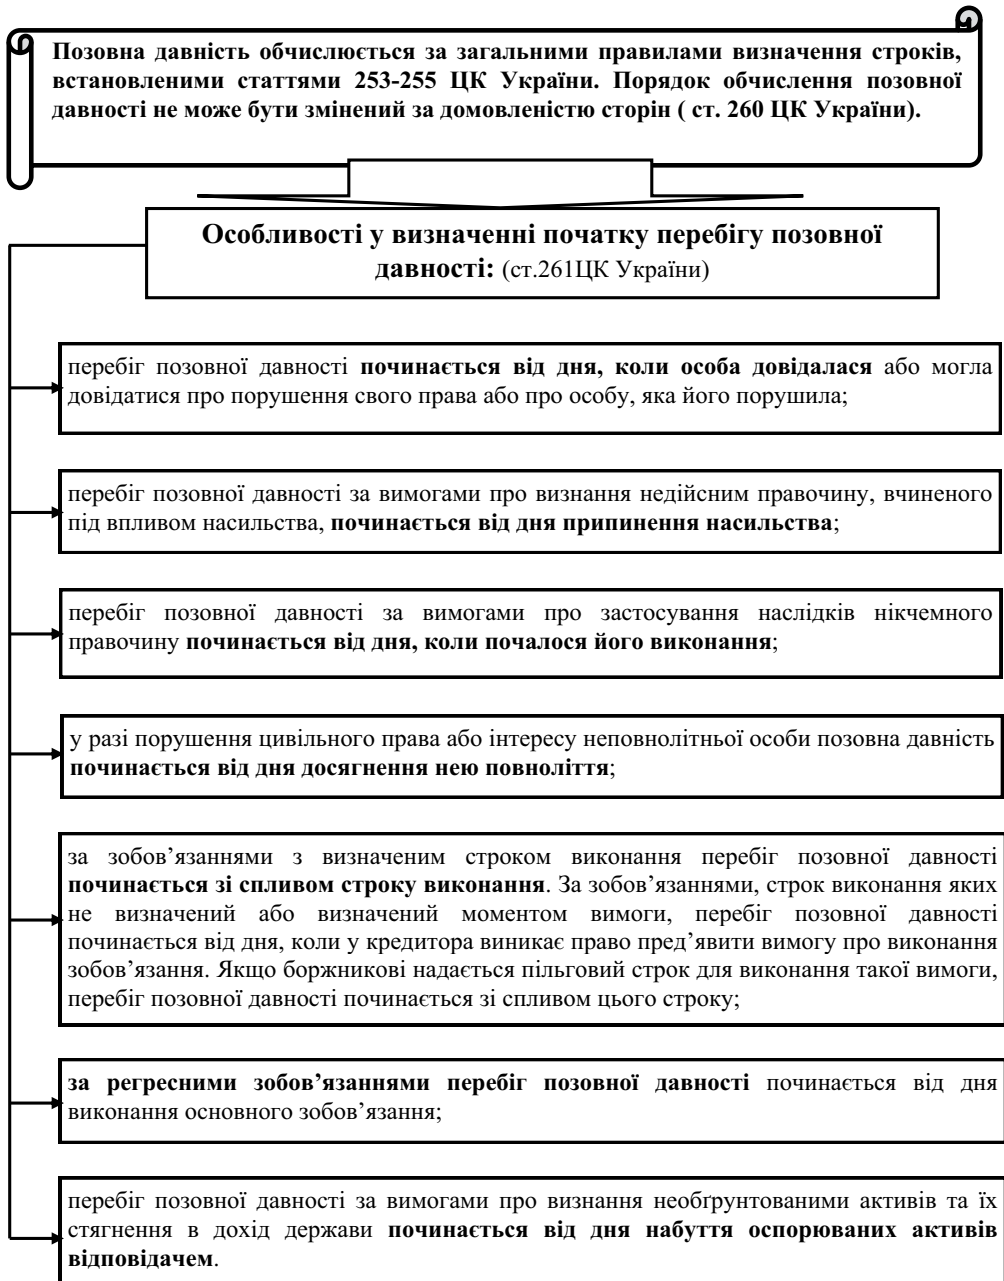 Позовна давність обчислюється за загальними правилами визначення строків,
встановленими статтями 253-255 ЦК України. Порядок обчислення позовної
давності не може бути змінений за домовленістю сторін ( ст. 260 ЦК України).
Особливості у визначенні початку перебігу позовної
давності: (ст.261ЦК України)
перебіг позовної давності починається від дня, коли особа довідалася або могла
довідатися про порушення свого права або про особу, яка його порушила;
перебіг позовної давності за вимогами про визнання недійсним правочину, вчиненого
під впливом насильства, починається від дня припинення насильства;
перебіг позовної давності за вимогами про застосування наслідків нікчемного
правочину починається від дня, коли почалося його виконання;
у разі порушення цивільного права або інтересу неповнолітньої особи позовна давність
починається від дня досягнення нею повноліття;
за зобов’язаннями з визначеним строком виконання перебіг позовної давності
починається зі спливом строку виконання. За зобов’язаннями, строк виконання яких
не визначений або визначений моментом вимоги, перебіг позовної давності
починається від дня, коли у кредитора виникає право пред’явити вимогу про виконання
зобов’язання. Якщо боржникові надається пільговий строк для виконання такої вимоги,
перебіг позовної давності починається зі спливом цього строку;
за регресними зобов’язаннями перебіг позовної давності починається від дня
виконання основного зобов’язання;
перебіг позовної давності за вимогами про визнання необґрунтованими активів та їх
стягнення в дохід держави починається від дня набуття оспорюваних активів
відповідачем.